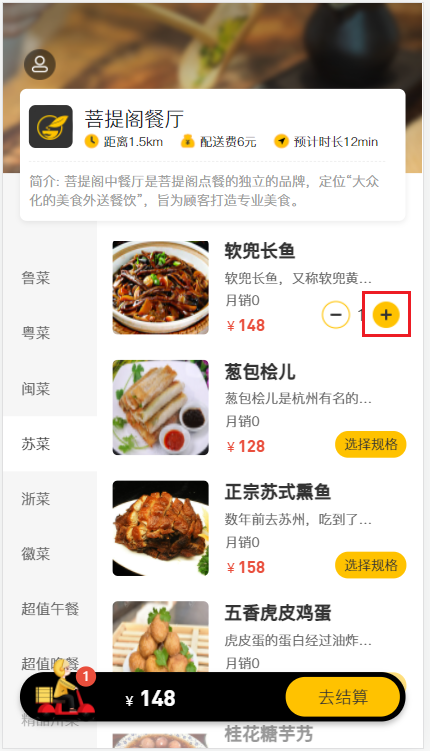 菩提阁餐厅
距离1.5km 配送费6元 预计时长12min
简介: 菩提阁中餐厅是菩提阁点餐的独立的品牌，定位“大众
化的美食外送餐饮”，旨为顾客打造专业美食。
鲁菜
粤菜
闽菜
苏菜
浙菜
徽菜
超值午餐
超值晚餐
精品川菜
软兜长鱼
软兜长鱼，又称软兜黄...
月销0
￥148
1
葱包桧儿
葱包桧儿是杭州有名的...
月销0
￥128
选择规格
正宗苏式熏鱼
数年前去苏州，吃到了...
月销0
￥158
选择规格
五香虎皮鸡蛋
虎皮蛋的蛋白经过油炸...
月销0
桂花糖芋艿
1
￥148
去结算